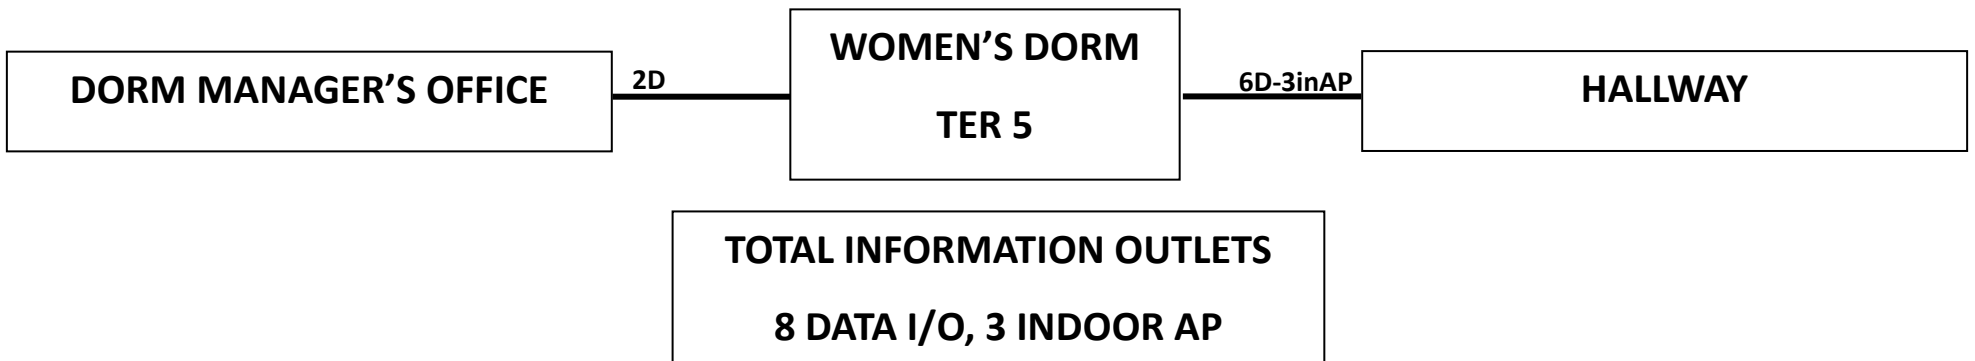 DORM MANAGER’S OFFICE
2D
WOMEN’S DORM
TER 5
6D-3inAP
HALLWAY
TOTAL INFORMATION OUTLETS
8 DATA I/O, 3 INDOOR AP